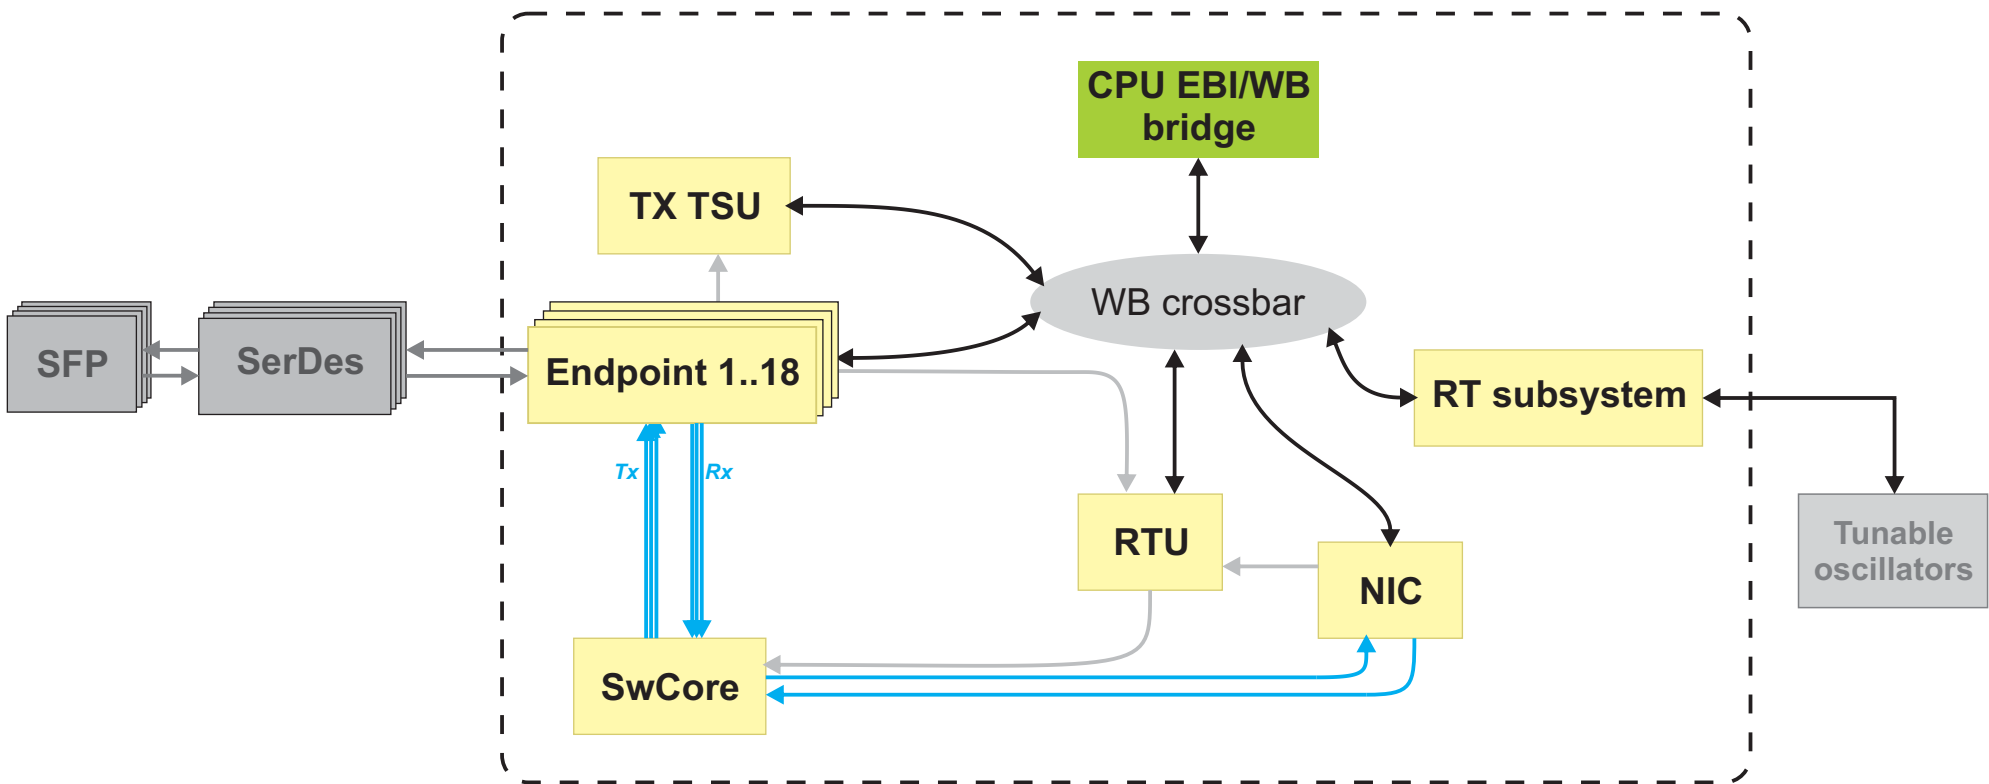 CPU EBI/WB
bridge
TX TSU
WB crossbar
SFP
SerDes
Endpoint 1..18
RT subsystem
Tx
Rx
RTU
NIC
Tunable
oscillators
SwCore